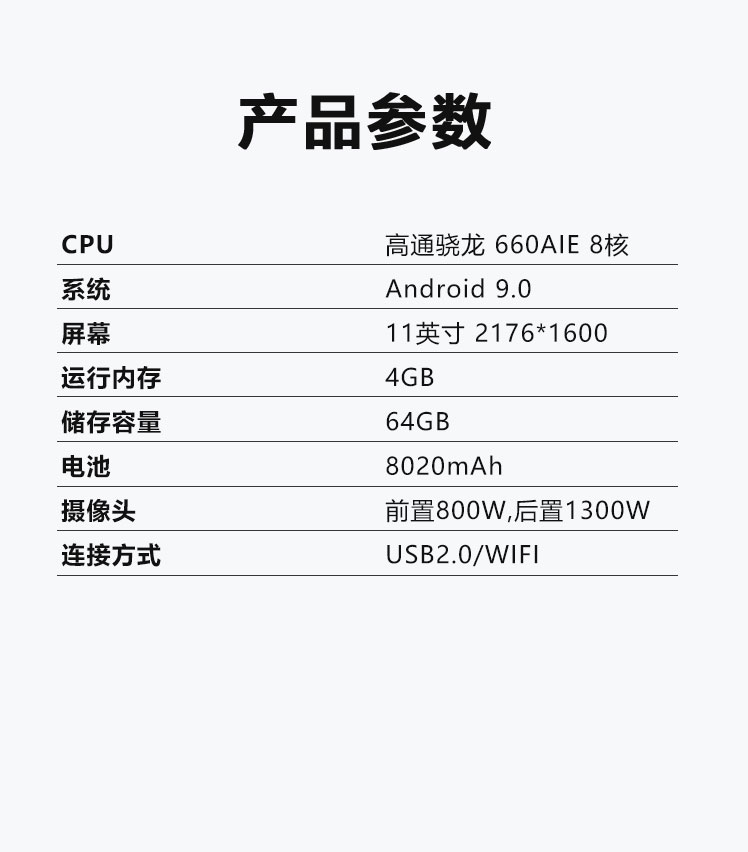 产品参数
CPU 高通骁龙 660AIE 8核
系统 Android 9.0
屏幕 11英寸 2176*1600
运行内存 4GB
储存容量 64GB
电池 8020mAh
摄像头 前置800W,后置1300W
连接方式 USB2.0/WIFI